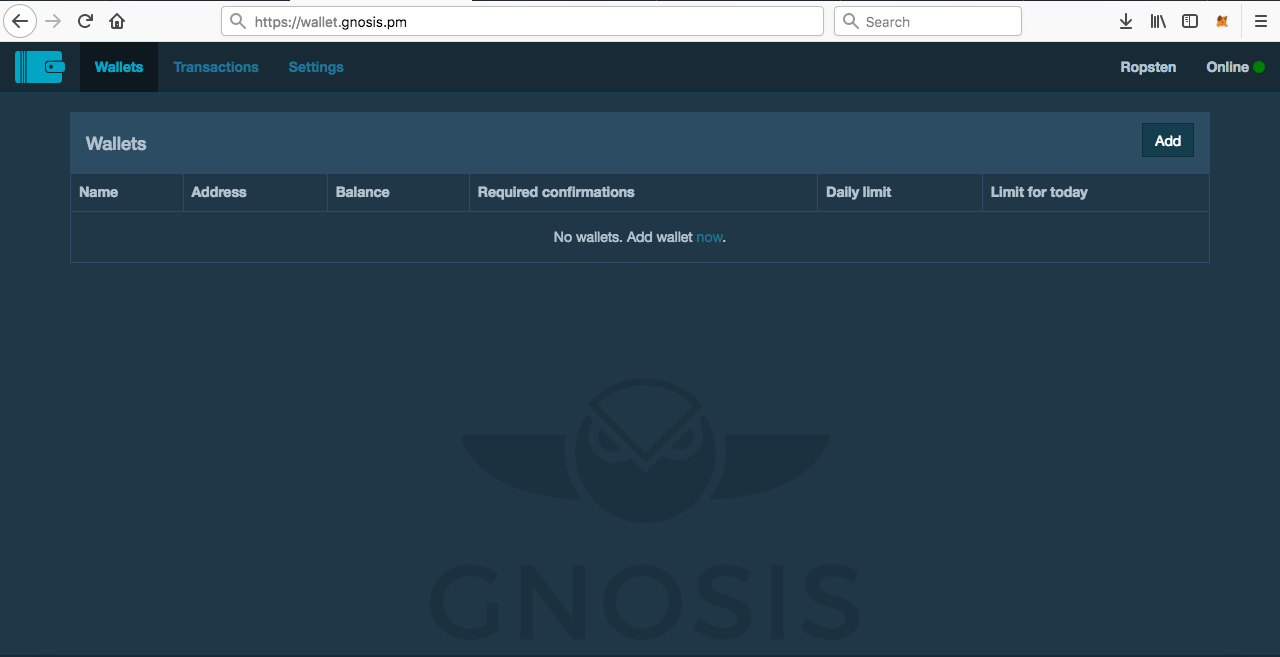 https://wallet.gnosis.pm Search
Wallets Transactions Settings Ropsten Online
Wallets Add
Name Address Balance Required confirmations Daily limit Limit for today
No wallets. Add wallet now.
GNOSIS